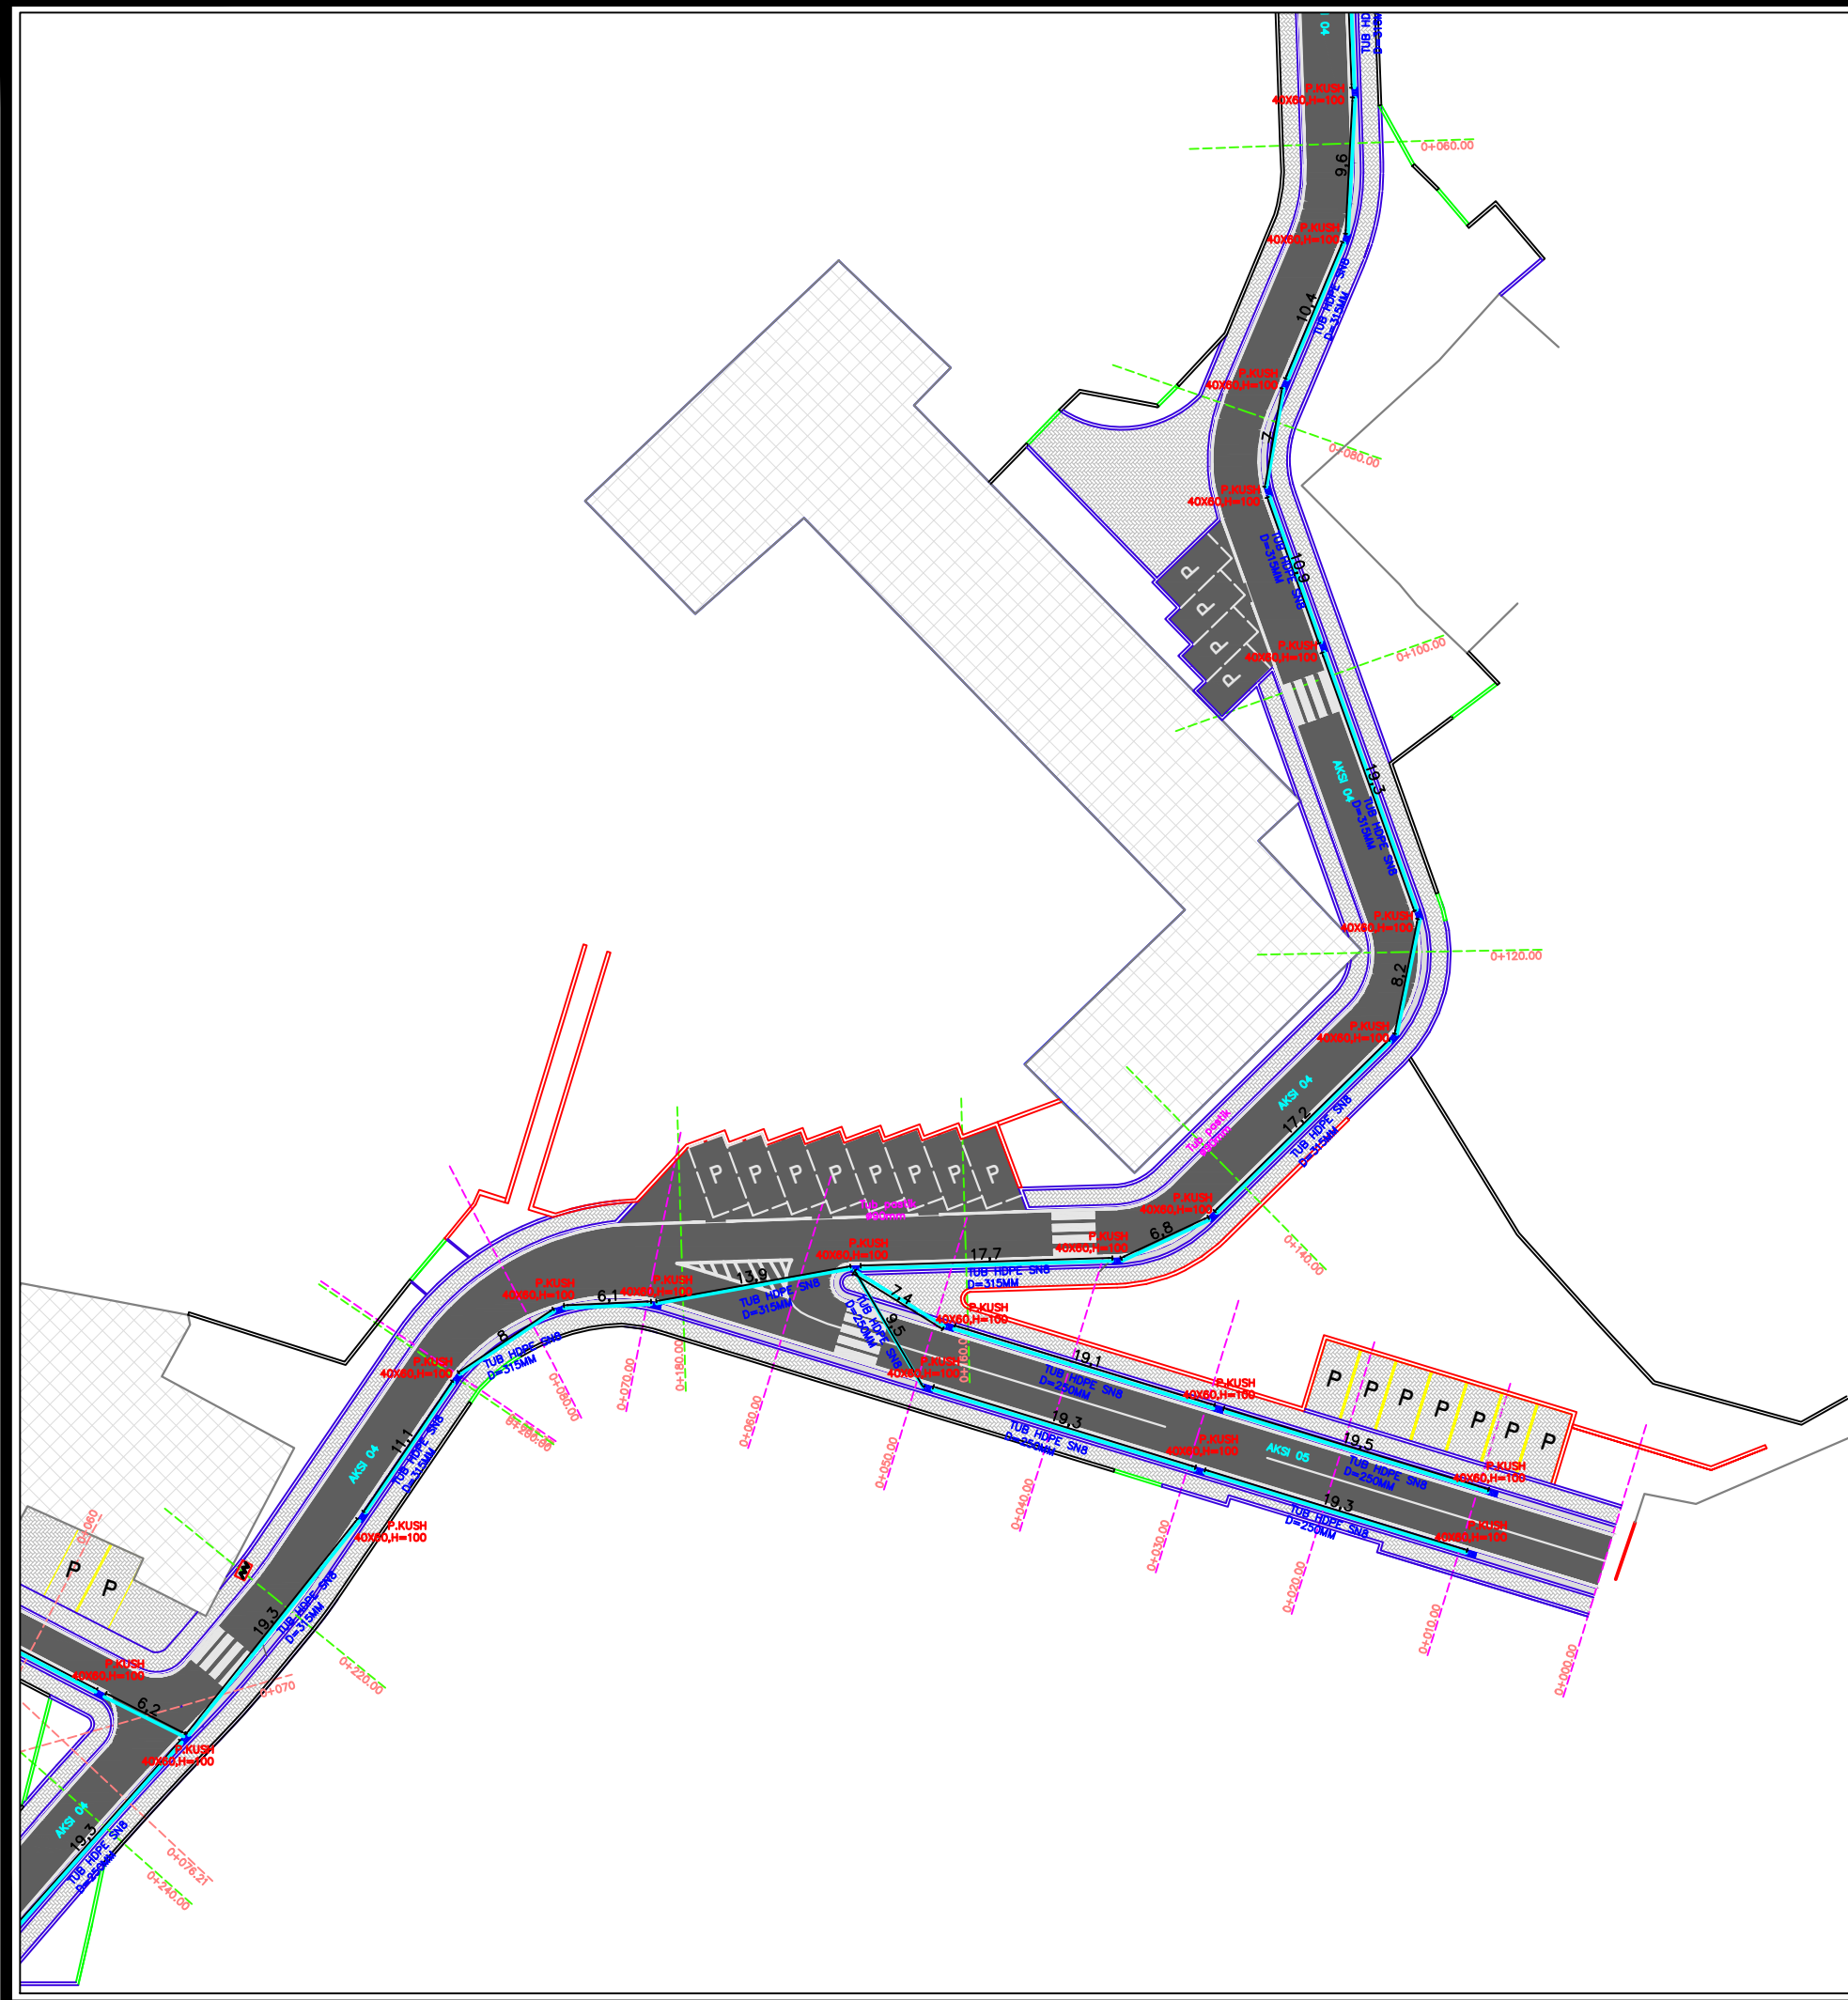 TUB HD
D=315M
04
P.KUSH
40X60,H=100
0+060.00
9,6
P.KUSH
40X60,H=100
TUB HDPE SN8
D=315MM
10,4
P.KUSH
40X60,H=100
7
0+080.00
P.KUSH
40X60,H=100
TUB HDPE SN8
D=315MM
10,9
P
P
P
P
P.KUSH
40X60,H=100
0+100.00
AKSI 04
19,3
TUB HDPE SN8
D=315MM
P.KUSH
40X60,H=100
0+120.00
8,2
P.KUSH
40X60,H=100
AKSI 04
17,2
TUB HDPE SN8
D=315MM
Tub pastik
P P P P P P P P
P.KUSH
40X60,H=100
6,8
0+140.00
P.KUSH
40X60,H=100
17,7
TUB HDPE SN8
D=315MM
P.KUSH
40X60,H=100
13,9
TUB HDPE SN8
D=315MM
P.KUSH
40X60,H=100
6,1
P.KUSH
40X60,H=100
8
TUB HDPE SN8
D=315MM
7,4
9,5
TUB HDPE SN8
D=250MM
P.KUSH
40X60,H=100
P.KUSH
40X60,H=100
P.KUSH
40X60,H=100
0+080.00
0+070.00
0+180.00
0+060.00
0+050.00
0+040.00
0+030.00
0+020.00
0+010.00
0+000.00
19,1
TUB HDPE SN8
D=250MM
P.KUSH
40X60,H=100
P P P P P P P
19,5
TUB HDPE SN8
D=250MM
P.KUSH
40X60,H=100
AKSI 05
19,3
TUB HDPE SN8
D=250MM
P.KUSH
40X60,H=100
19,3
TUB HDPE SN8
D=250MM
P.KUSH
40X60,H=100
AKSI 04
11,1
TUB HDPE SN8
D=315MM
P.KUSH
40X60,H=100
0+060
P P
19,3
TUB HDPE SN8
D=315MM
0+220.00
P.KUSH
40X60,H=100
6,2
0+070
P.KUSH
40X60,H=100
AKSI 04
19,3
TUB HDPE SN8
D=250MM
0+076.21
0+240.00